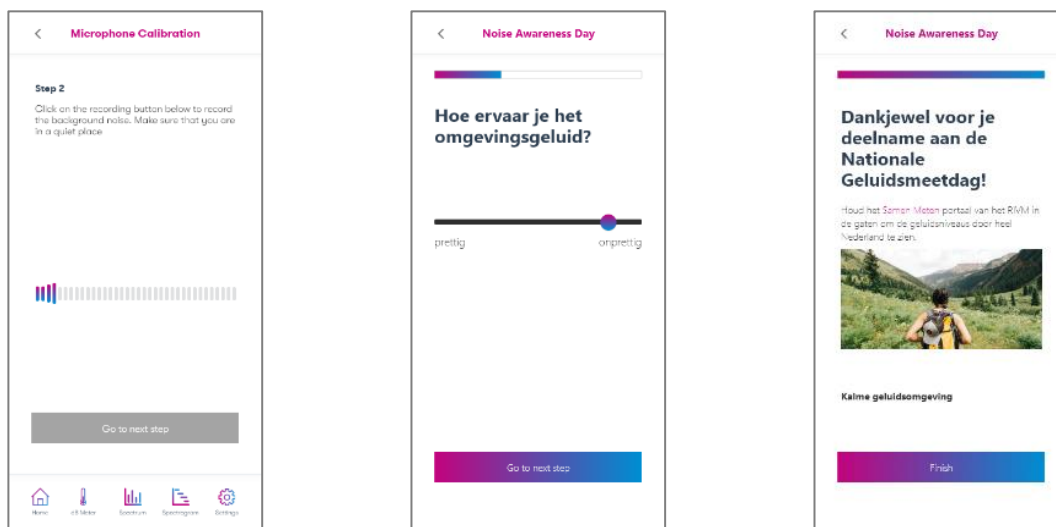 Microphone Calibration
Step 2
Click on the recording button below to record
the background noise. Make sure that you are
in a quiet place
Go to next step
Home
dB Meter
Spectrum
Spectrogram
Settings
Noise Awareness Day
Hoe ervaar je het
omgevingsgeluid?
prettig
onprettig
Go to next step
Noise Awareness Day
Dankjewel voor je
deelname aan de
Nationale
Geluidsmeetdag!
Houd het Samen Meten portaal van het RIVM in
de gaten om de geluidsniveaus door heel
Nederland te zien.
Kalme geluidsomgeving
Finish